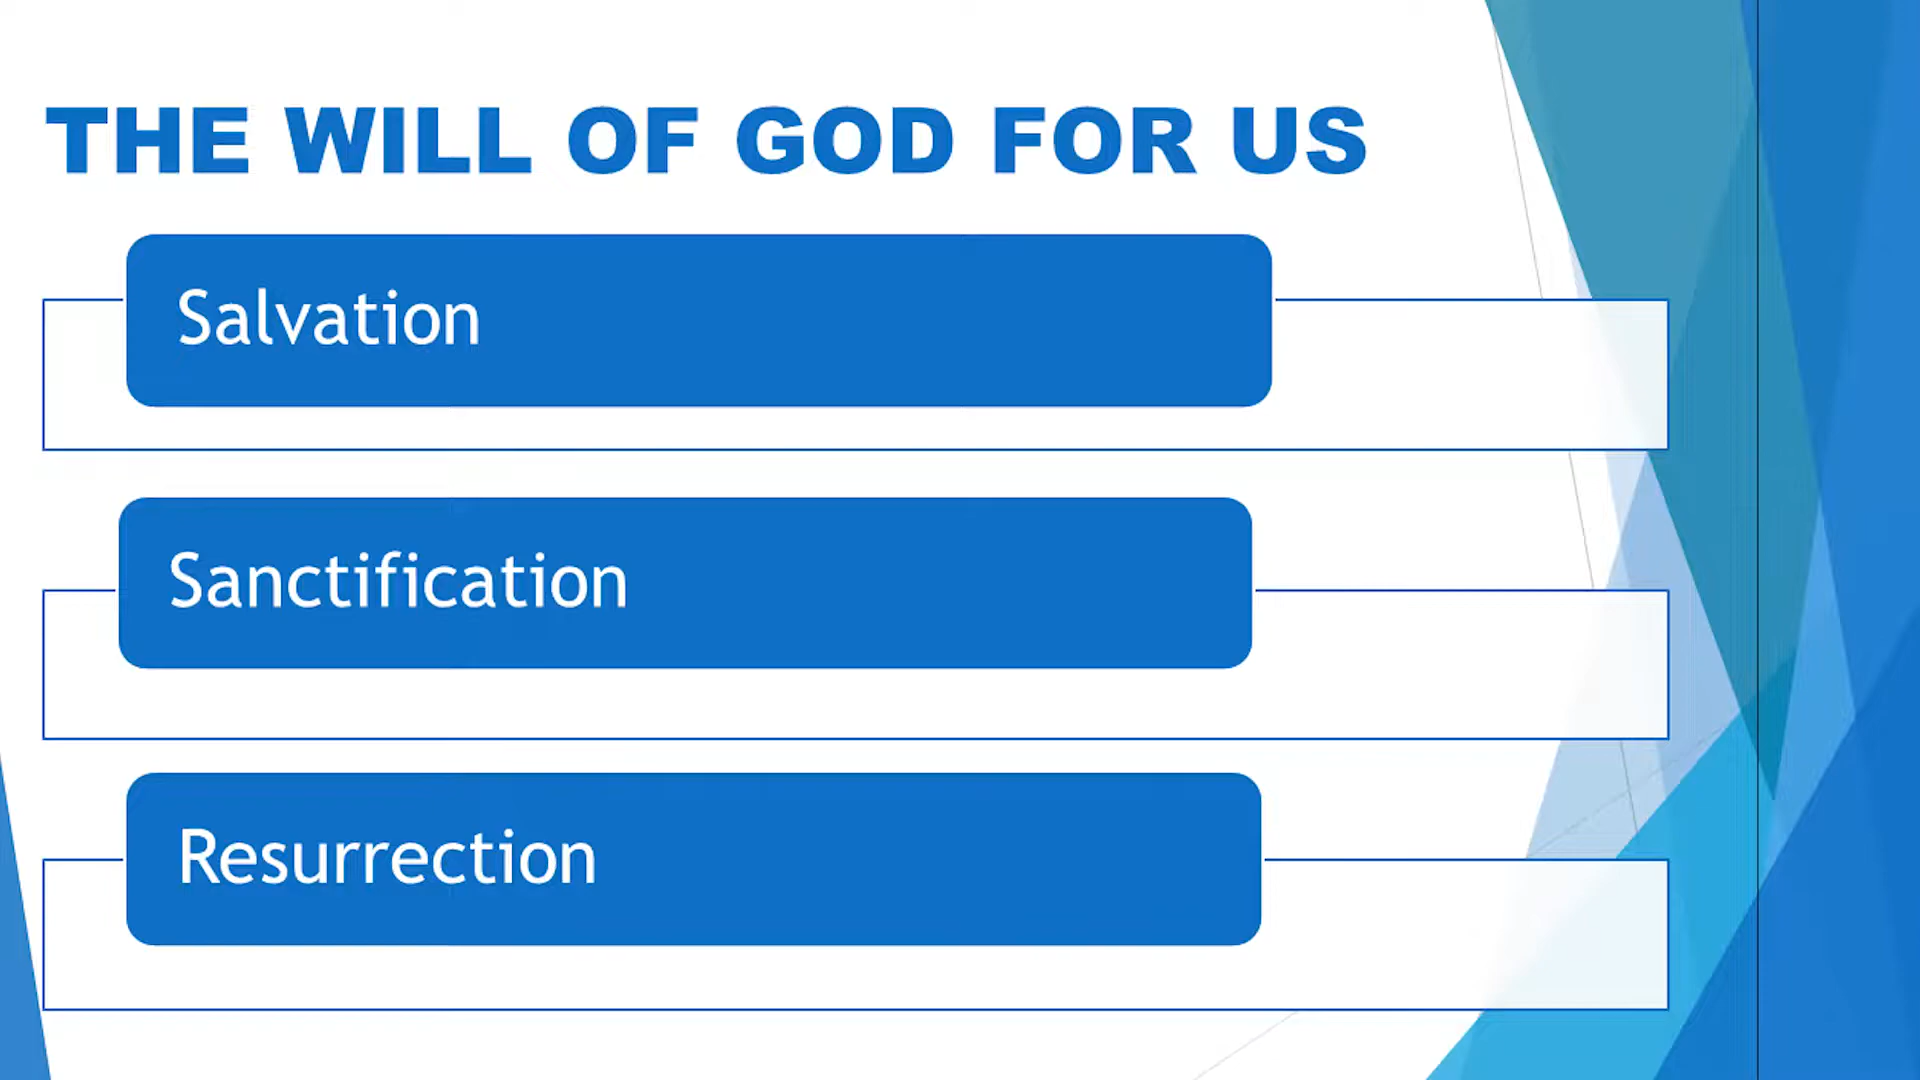 THE WILL OF GOD FOR US
Salvation
Sanctification
Resurrection